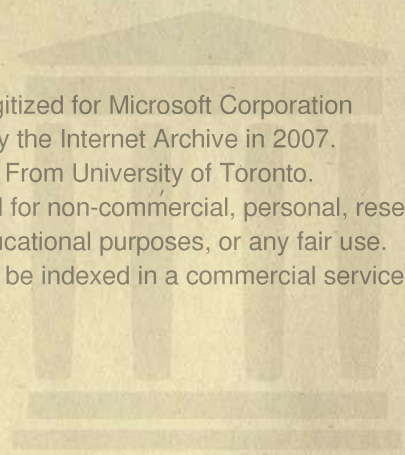 gitized for Microsoft Corporation
y the Internet Archive in 2007.
From University of Toronto.
l for non-commercial, personal, rese
ucational purposes, or any fair use.
be indexed in a commercial service